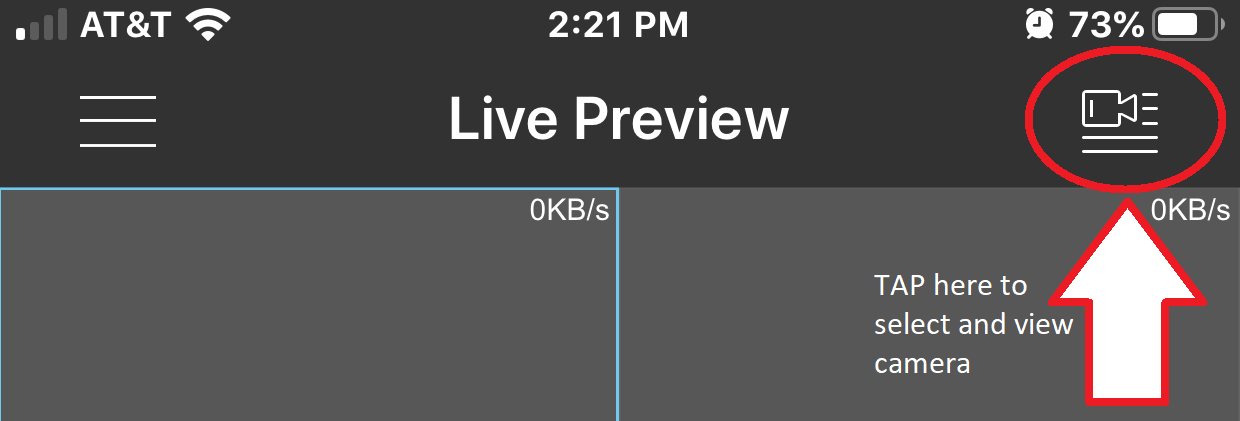 AT&T 2:21 PM 73%
Live Preview
0KB/s 0KB/s
TAP here to
select and view
camera